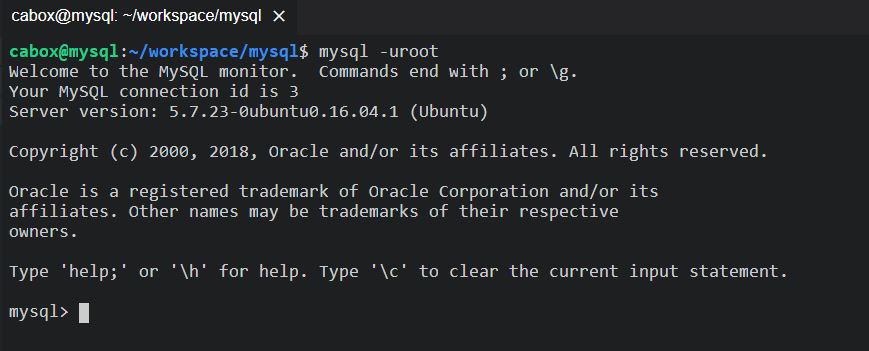 cabox@mysql: ~/workspace/mysql ×
cabox@mysql:~/workspace/mysql$ mysql -uroot
Welcome to the MySQL monitor.  Commands end with ; or \g.
Your MySQL connection id is 3
Server version: 5.7.23-0ubuntu0.16.04.1 (Ubuntu)
Copyright (c) 2000, 2018, Oracle and/or its affiliates. All rights reserved.
Oracle is a registered trademark of Oracle Corporation and/or its
affiliates. Other names may be trademarks of their respective
owners.
Type 'help;' or '\h' for help. Type '\c' to clear the current input statement.
mysql>